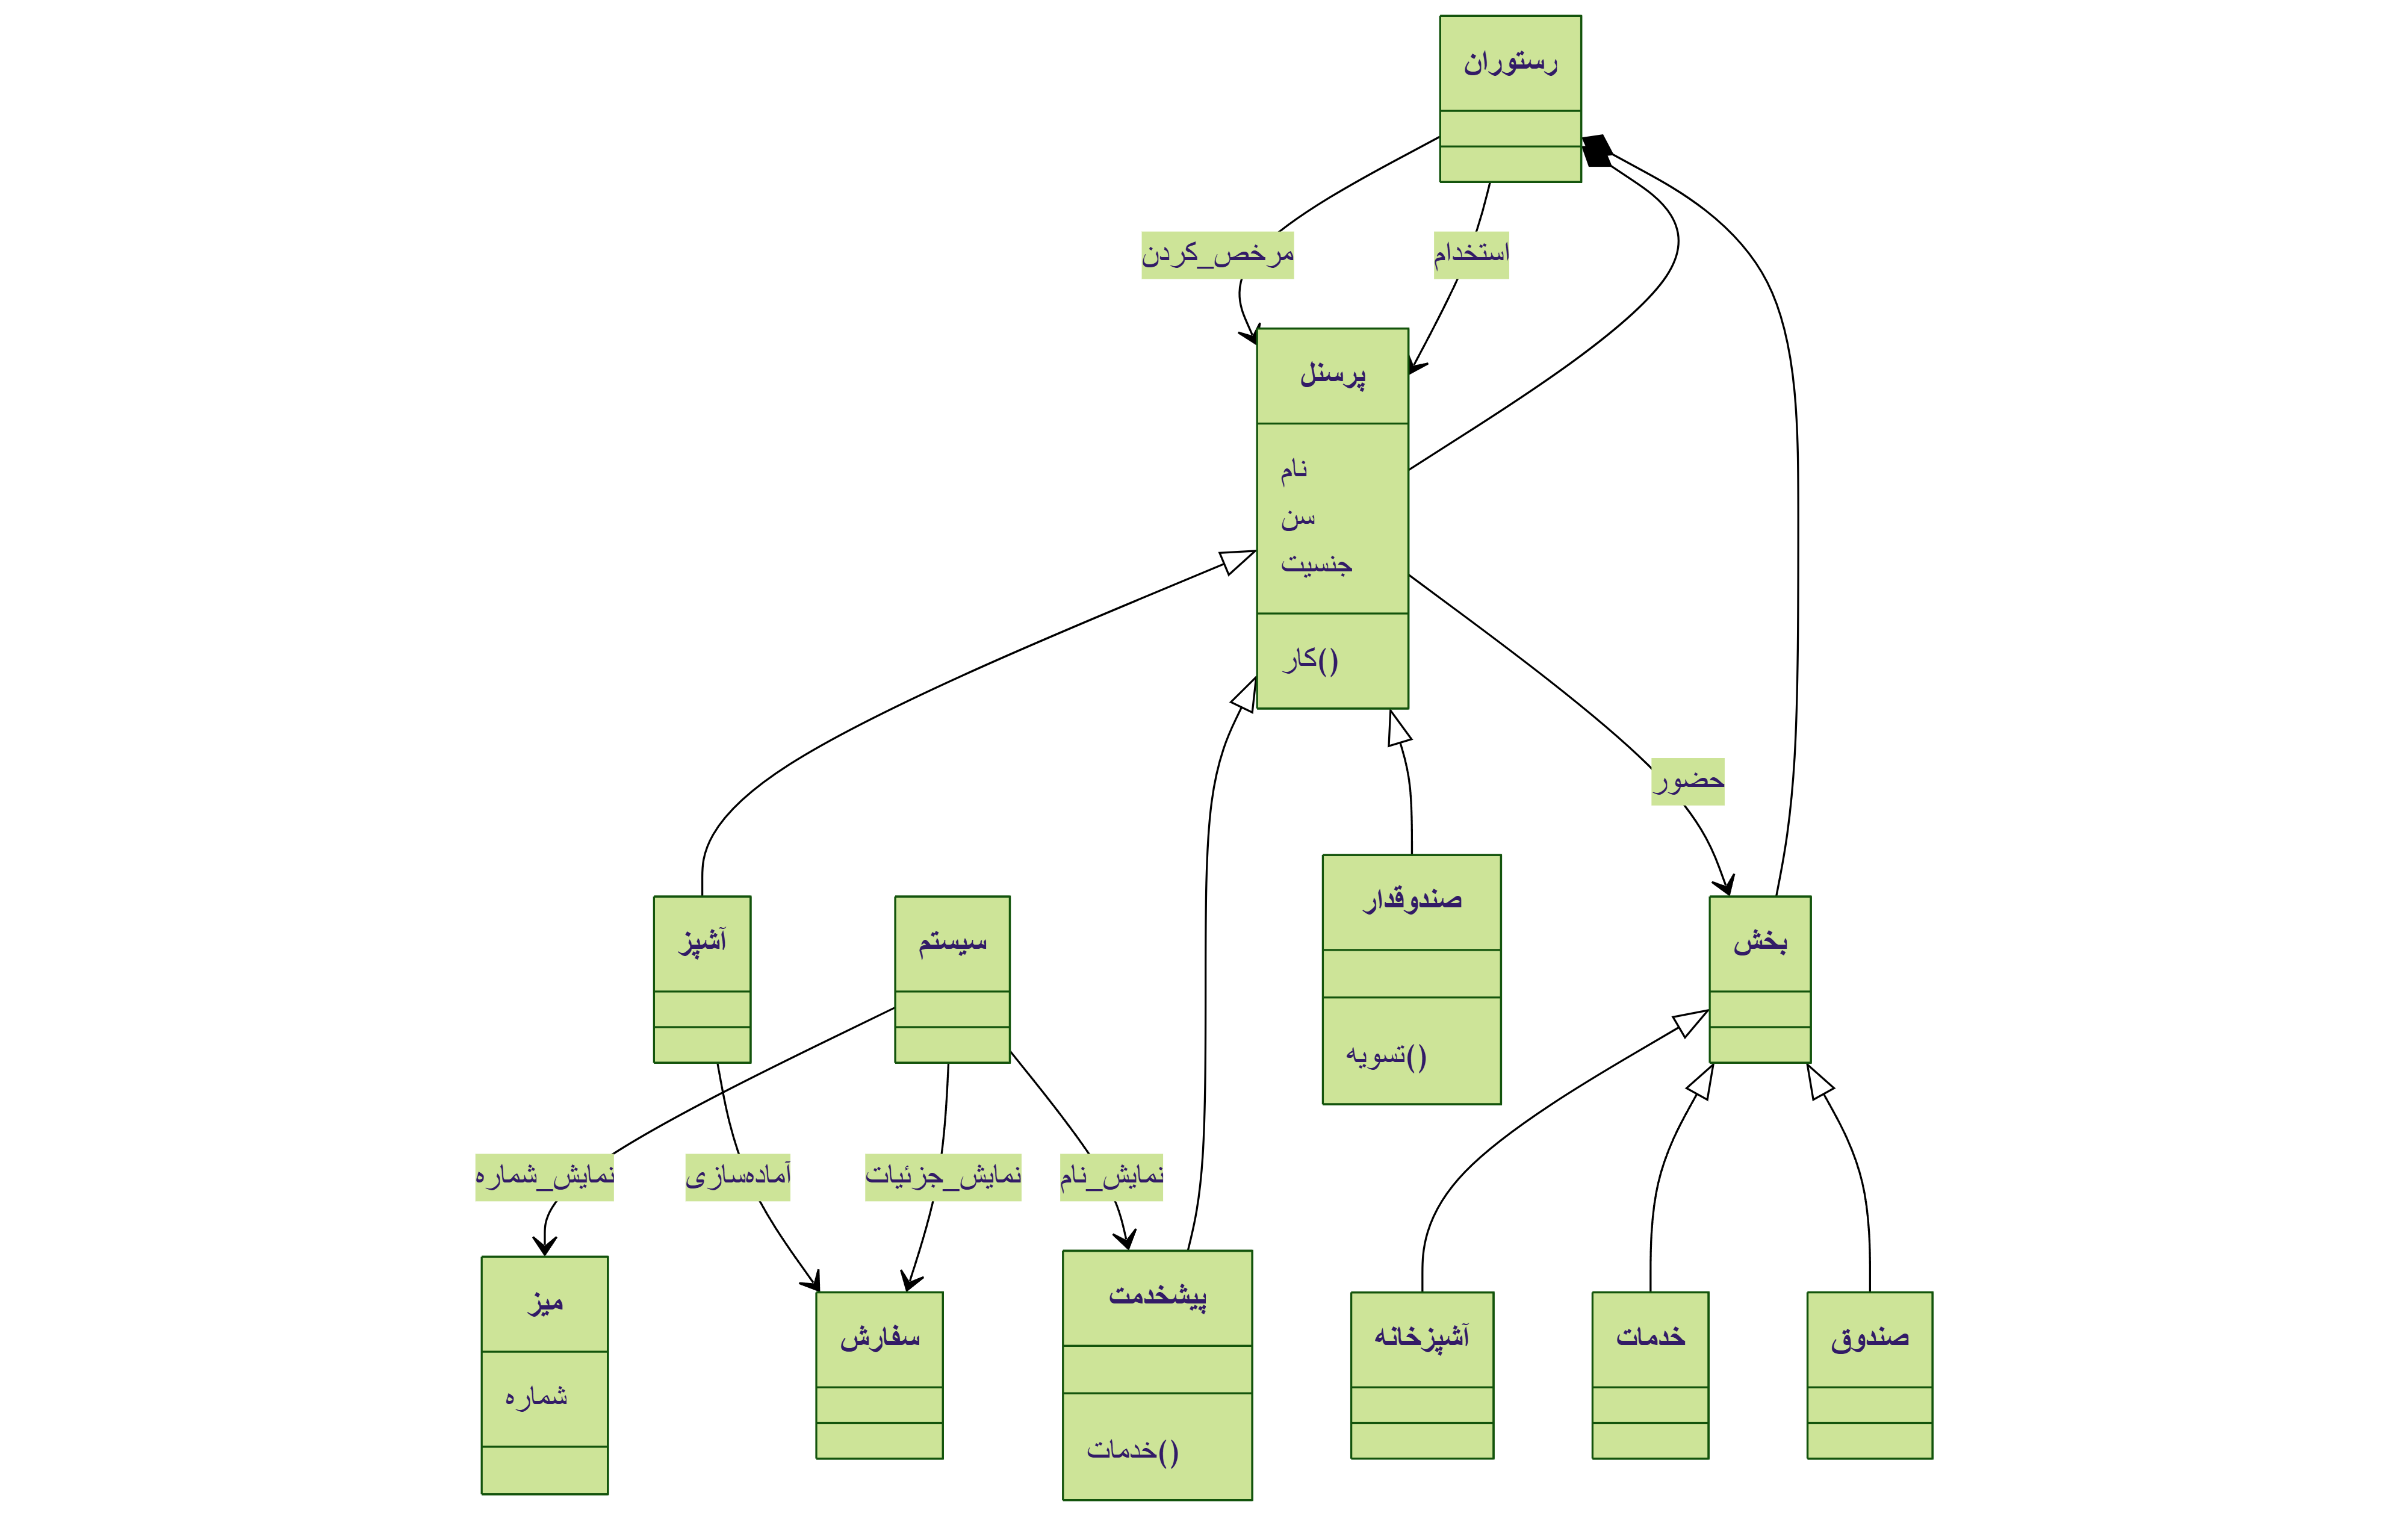 رستوران
مرخص_کردن
استخدام
پرسنل
نام
سن
جنسیت
کار()
حضور
صندوقدار
تسویه()
آشپز
سیستم
بخش
نمایش_شماره
آماده‌سازی
نمایش_جزئیات
نمایش_نام
میز
شماره
سفارش
پیشخدمت
خدمات()
آشپزخانه
خدمات
صندوق